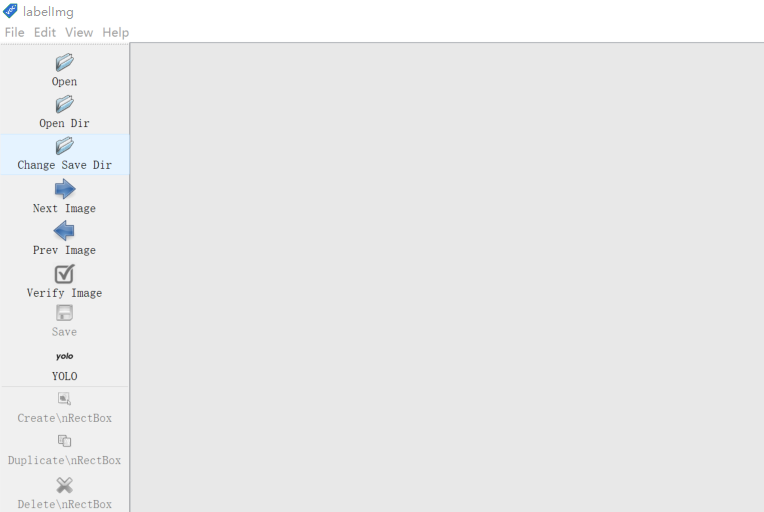 VOC
labelImg
File Edit View Help
Open
Open Dir
Change Save Dir
Next Image
Prev Image
Verify Image
Save
yolo
YOLO
Create\nRectBox
Duplicate\nRectBox
Delete\nRectBox